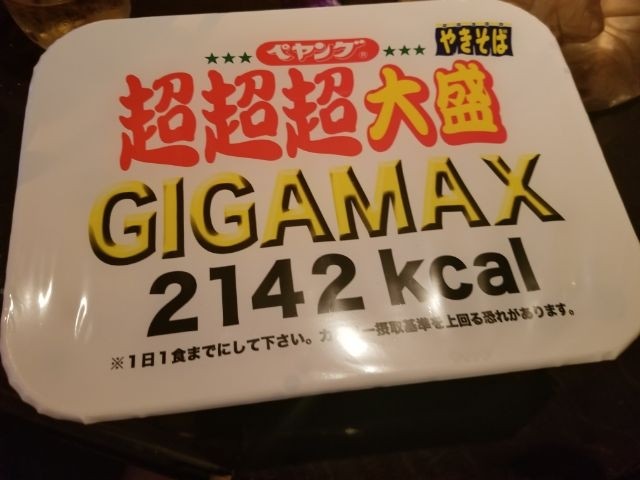 ペヤング® やきそば
超超超大盛
GIGAMAX
2142 kcal
※1日1食までにして下さい。カ 摂取基準を上回る恐れがあります。